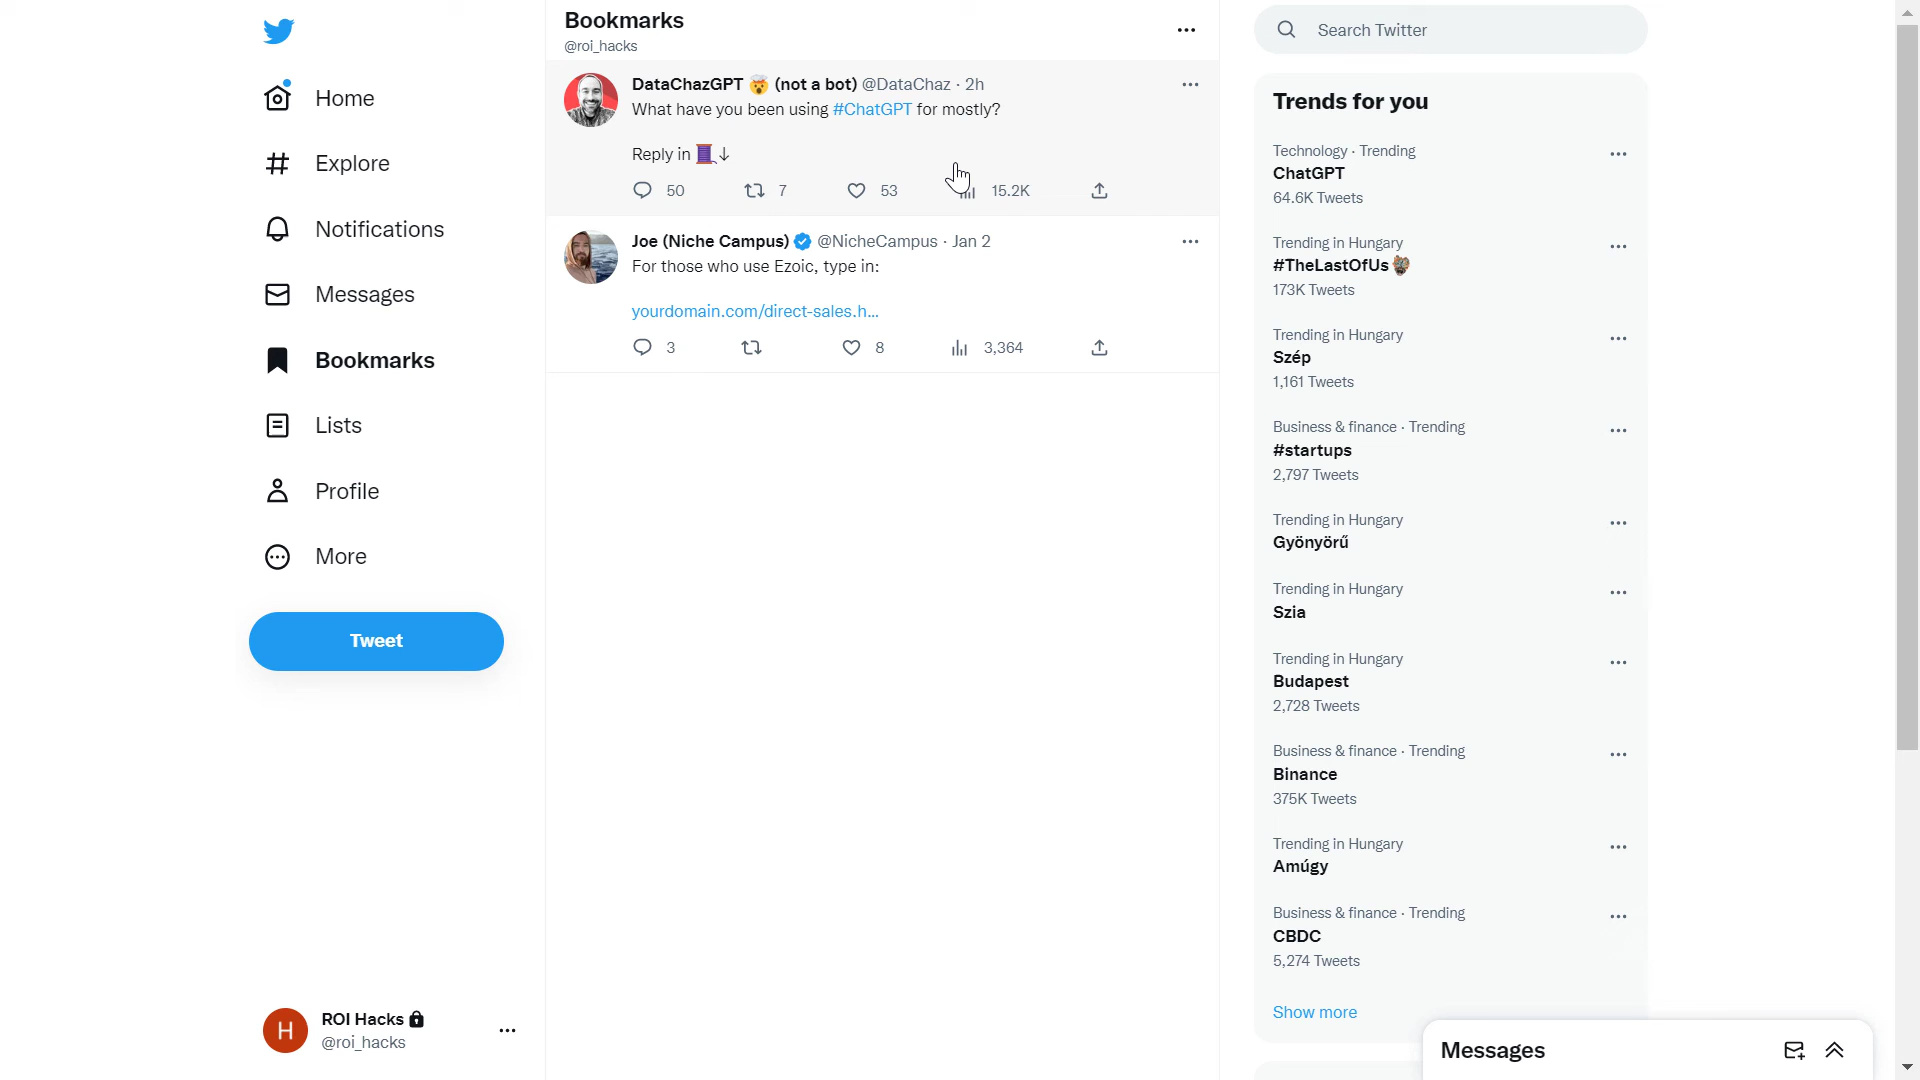 Home
Explore
Notifications
Messages
Bookmarks
Lists
Profile
More
Tweet
H
ROI Hacks
@roi_hacks
Bookmarks
@roi_hacks
DataChazGPT 🤯 (not a bot) @DataChaz · 2h
What have you been using #ChatGPT for mostly?
Reply in 🧵↓
50 7 53 15.2K
Joe (Niche Campus) @NicheCampus · Jan 2
For those who use Ezoic, type in:
yourdomain.com/direct-sales.h...
3 8 3,364
Search Twitter
Trends for you
Technology · Trending
ChatGPT
64.6K Tweets
Trending in Hungary
#TheLastOfUs
173K Tweets
Trending in Hungary
Szép
1,161 Tweets
Business & finance · Trending
#startups
2,797 Tweets
Trending in Hungary
Gyönyörű
Trending in Hungary
Szia
Trending in Hungary
Budapest
2,728 Tweets
Business & finance · Trending
Binance
375K Tweets
Trending in Hungary
Amúgy
Business & finance · Trending
CBDC
5,274 Tweets
Show more
Messages